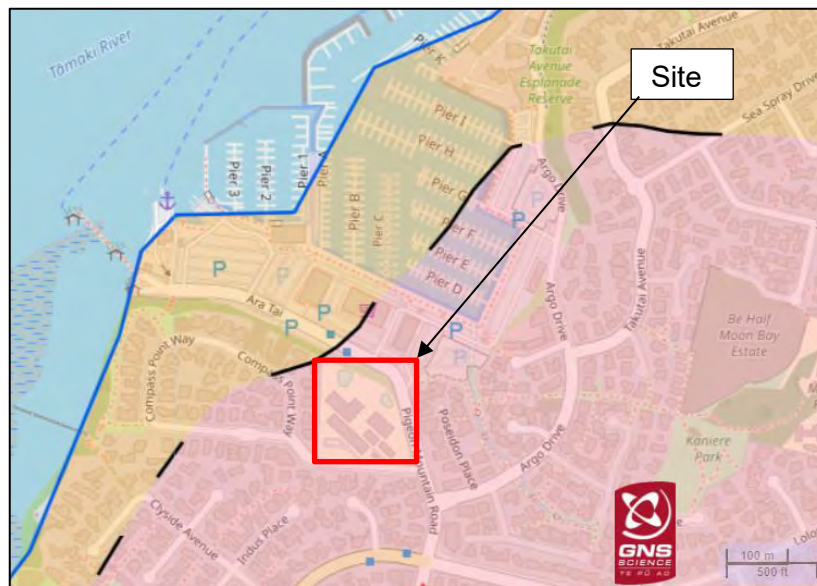 Tāmaki River
Pier K
Takutai
Avenue
Esplanade
Reserve
Takutai Avenue
Sea Spray Drive
Site
Pier I
Pier H
Pier G
Pier F
Pier E
Pier D
Pier 1
Pier 2
Pier 3
Pier B
Pier C
P
P
P
P
P
P
P
P
Argo Drive
Argo Drive
Argo Drive
Takutai Avenue
Ara Tai
Compass Point Way
Compass Point Way
Pigeon Mountain Road
Poseidon Place
Be Half
Moon Bay
Estate
Kaniere
Park
Clyside Avenue
Indus Place
GNS
SCIENCE
TE PŪ AO
100 m
500 ft